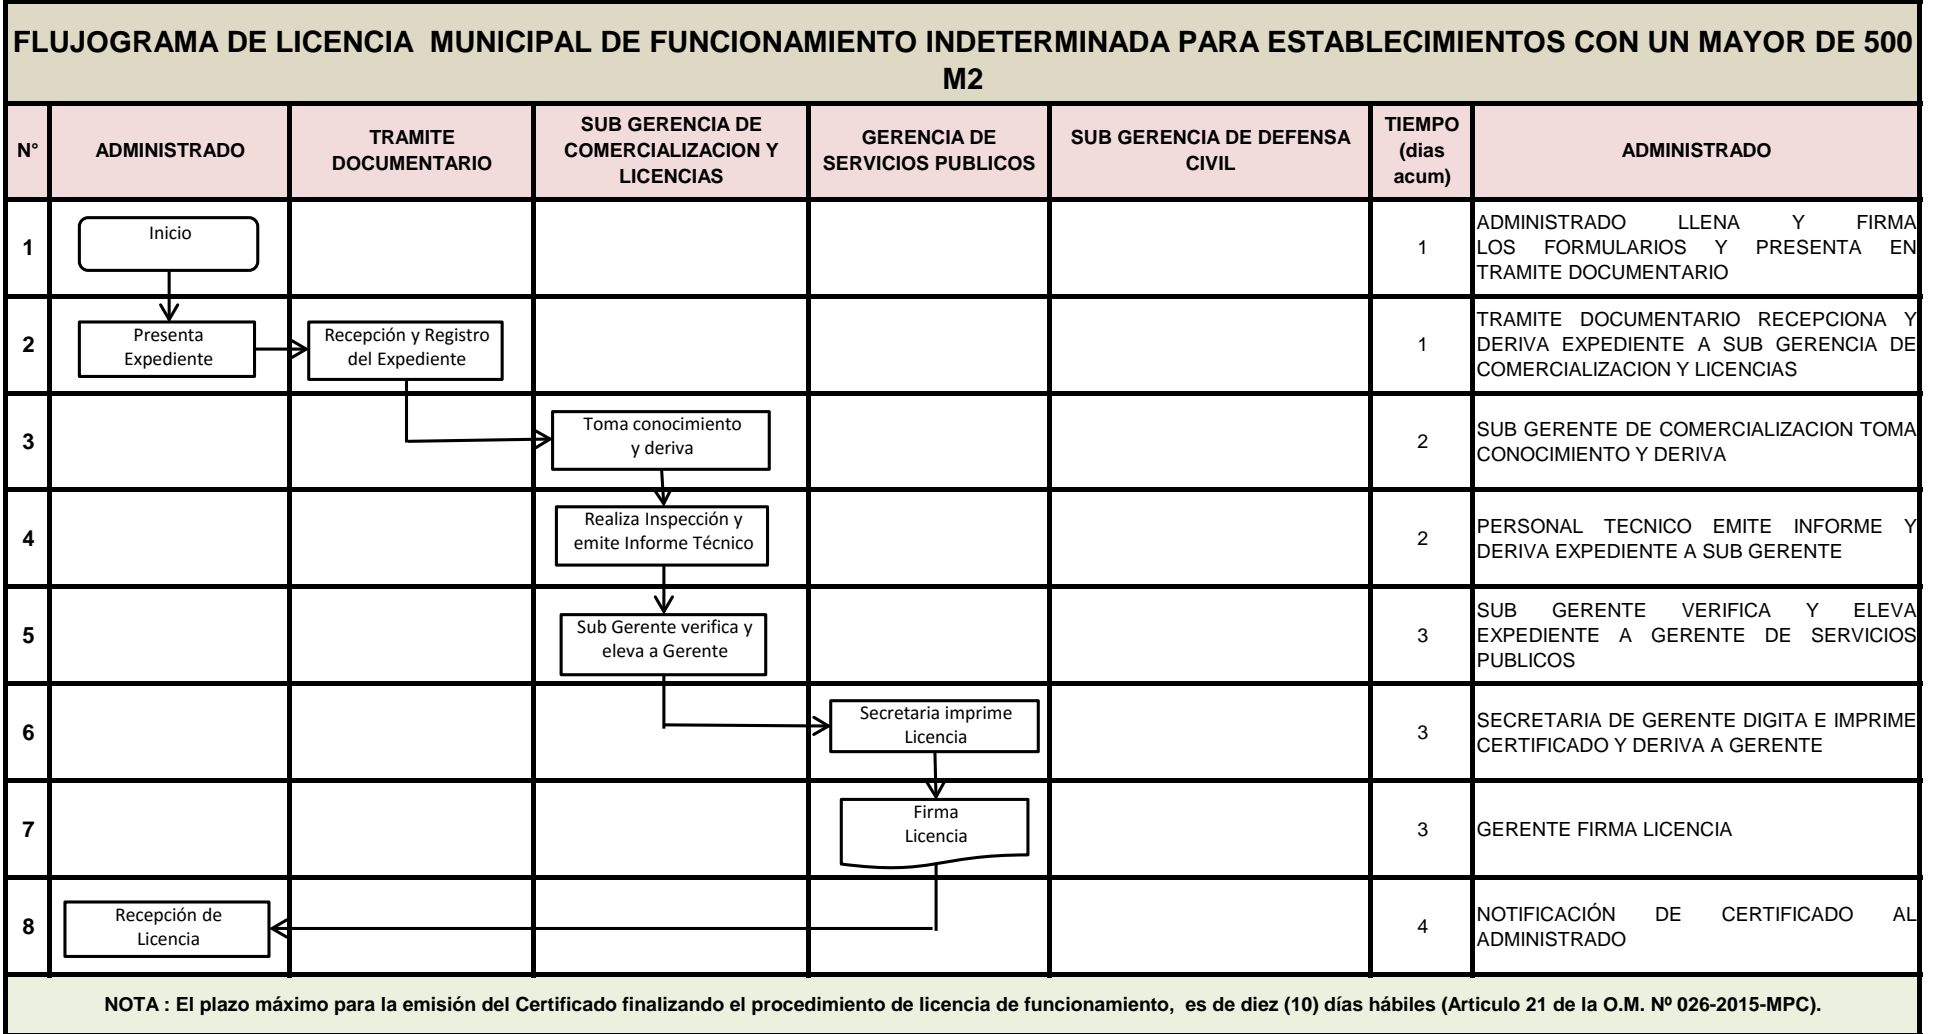 FLUJOGRAMA DE LICENCIA  MUNICIPAL DE FUNCIONAMIENTO INDETERMINADA PARA ESTABLECIMIENTOS CON UN MAYOR DE 500
M2
N°
ADMINISTRADO
TRAMITE
DOCUMENTARIO
SUB GERENCIA DE
COMERCIALIZACION Y
LICENCIAS
GERENCIA DE
SERVICIOS PUBLICOS
SUB GERENCIA DE DEFENSA
CIVIL
TIEMPO
(dias
acum)
ADMINISTRADO
1
Inicio
1
ADMINISTRADO LLENA Y FIRMA
LOS FORMULARIOS Y PRESENTA EN
TRAMITE DOCUMENTARIO
2
Presenta
Expediente
Recepción y Registro
del Expediente
1
TRAMITE DOCUMENTARIO RECEPCIONA Y
DERIVA EXPEDIENTE A SUB GERENCIA DE
COMERCIALIZACION Y LICENCIAS
3
Toma conocimiento
y deriva
2
SUB GERENTE DE COMERCIALIZACION TOMA
CONOCIMIENTO Y DERIVA
4
Realiza Inspección y
emite Informe Técnico
2
PERSONAL TECNICO EMITE INFORME Y
DERIVA EXPEDIENTE A SUB GERENTE
5
Sub Gerente verifica y
eleva a Gerente
3
SUB GERENTE VERIFICA Y ELEVA
EXPEDIENTE A GERENTE DE SERVICIOS
PUBLICOS
6
Secretaria imprime
Licencia
3
SECRETARIA DE GERENTE DIGITA E IMPRIME
CERTIFICADO Y DERIVA A GERENTE
7
Firma
Licencia
3
GERENTE FIRMA LICENCIA
8
Recepción de
Licencia
4
NOTIFICACIÓN DE CERTIFICADO AL
ADMINISTRADO
NOTA : El plazo máximo para la emisión del Certificado finalizando el procedimiento de licencia de funcionamiento,  es de diez (10) días hábiles (Articulo 21 de la O.M. Nº 026-2015-MPC).